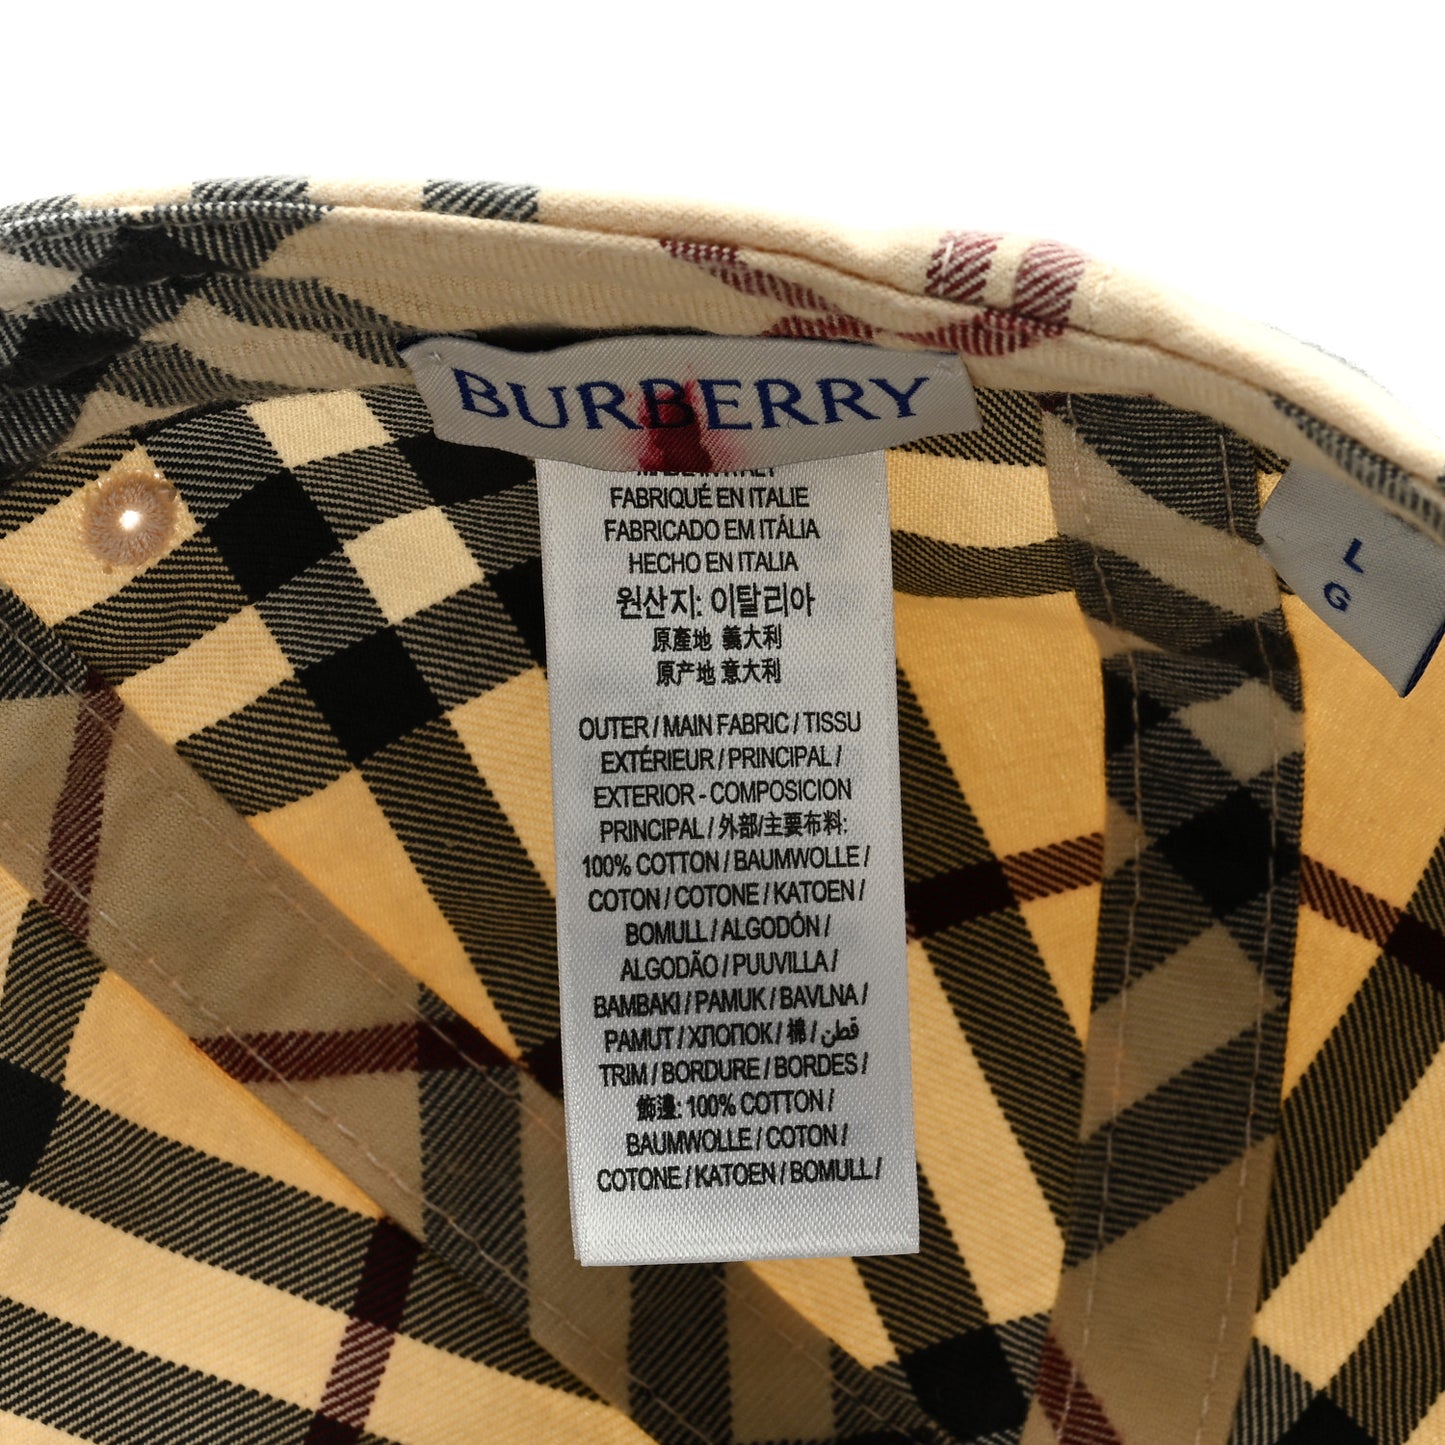 BURBERRY
MADE IN ITALY
FABRIQUÉ EN ITALIE
FABRICADO EM ITÁLIA
HECHO EN ITALIA
원산지: 이탈리아
原產地 義大利
原产地 意大利
OUTER / MAIN FABRIC / TISSU
EXTÉRIEUR / PRINCIPAL /
EXTERIOR - COMPOSICION
PRINCIPAL / 外部/主要布料:
100% COTTON / BAUMWOLLE /
COTON / COTONE / KATOEN /
BOMULL / ALGODÓN /
ALGODÃO / PUUVILLA /
BAMBAKI / PAMUK / BAVLNA /
PAMUT / ХЛОПОК / 棉 / قطن /
TRIM / BORDURE / BORDES /
飾邊: 100% COTTON /
BAUMWOLLE / COTON /
COTONE / KATOEN / BOMULL /
L
G